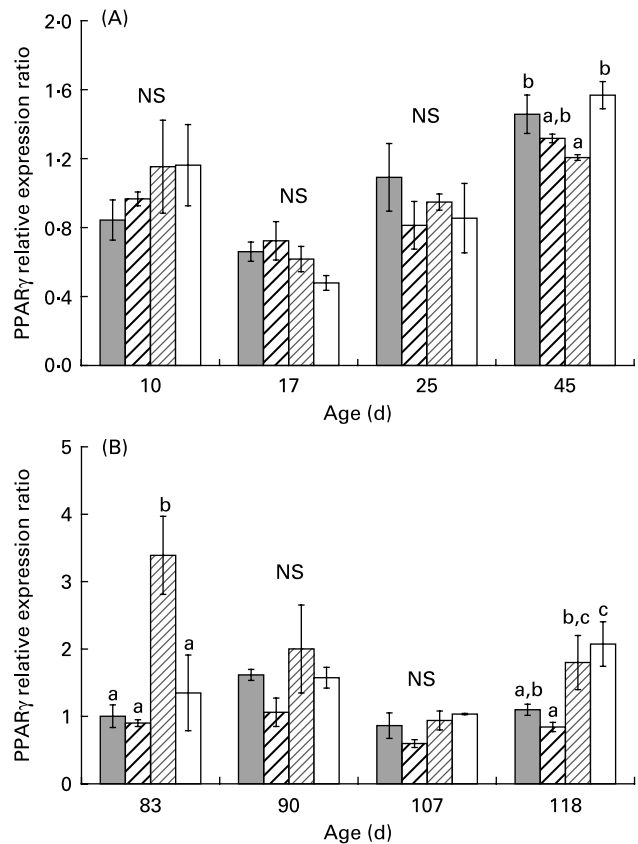 (A)
2·0
1·6
1·2
0·8
0·4
0·0
PPARγ relative expression ratio
NS
NS
NS
b
a,b
a
b
10
17
25
45
Age (d)
(B)
5
4
3
2
1
0
PPARγ relative expression ratio
a
a
b
a
NS
NS
a,b
a
b,c
c
83
90
107
118
Age (d)